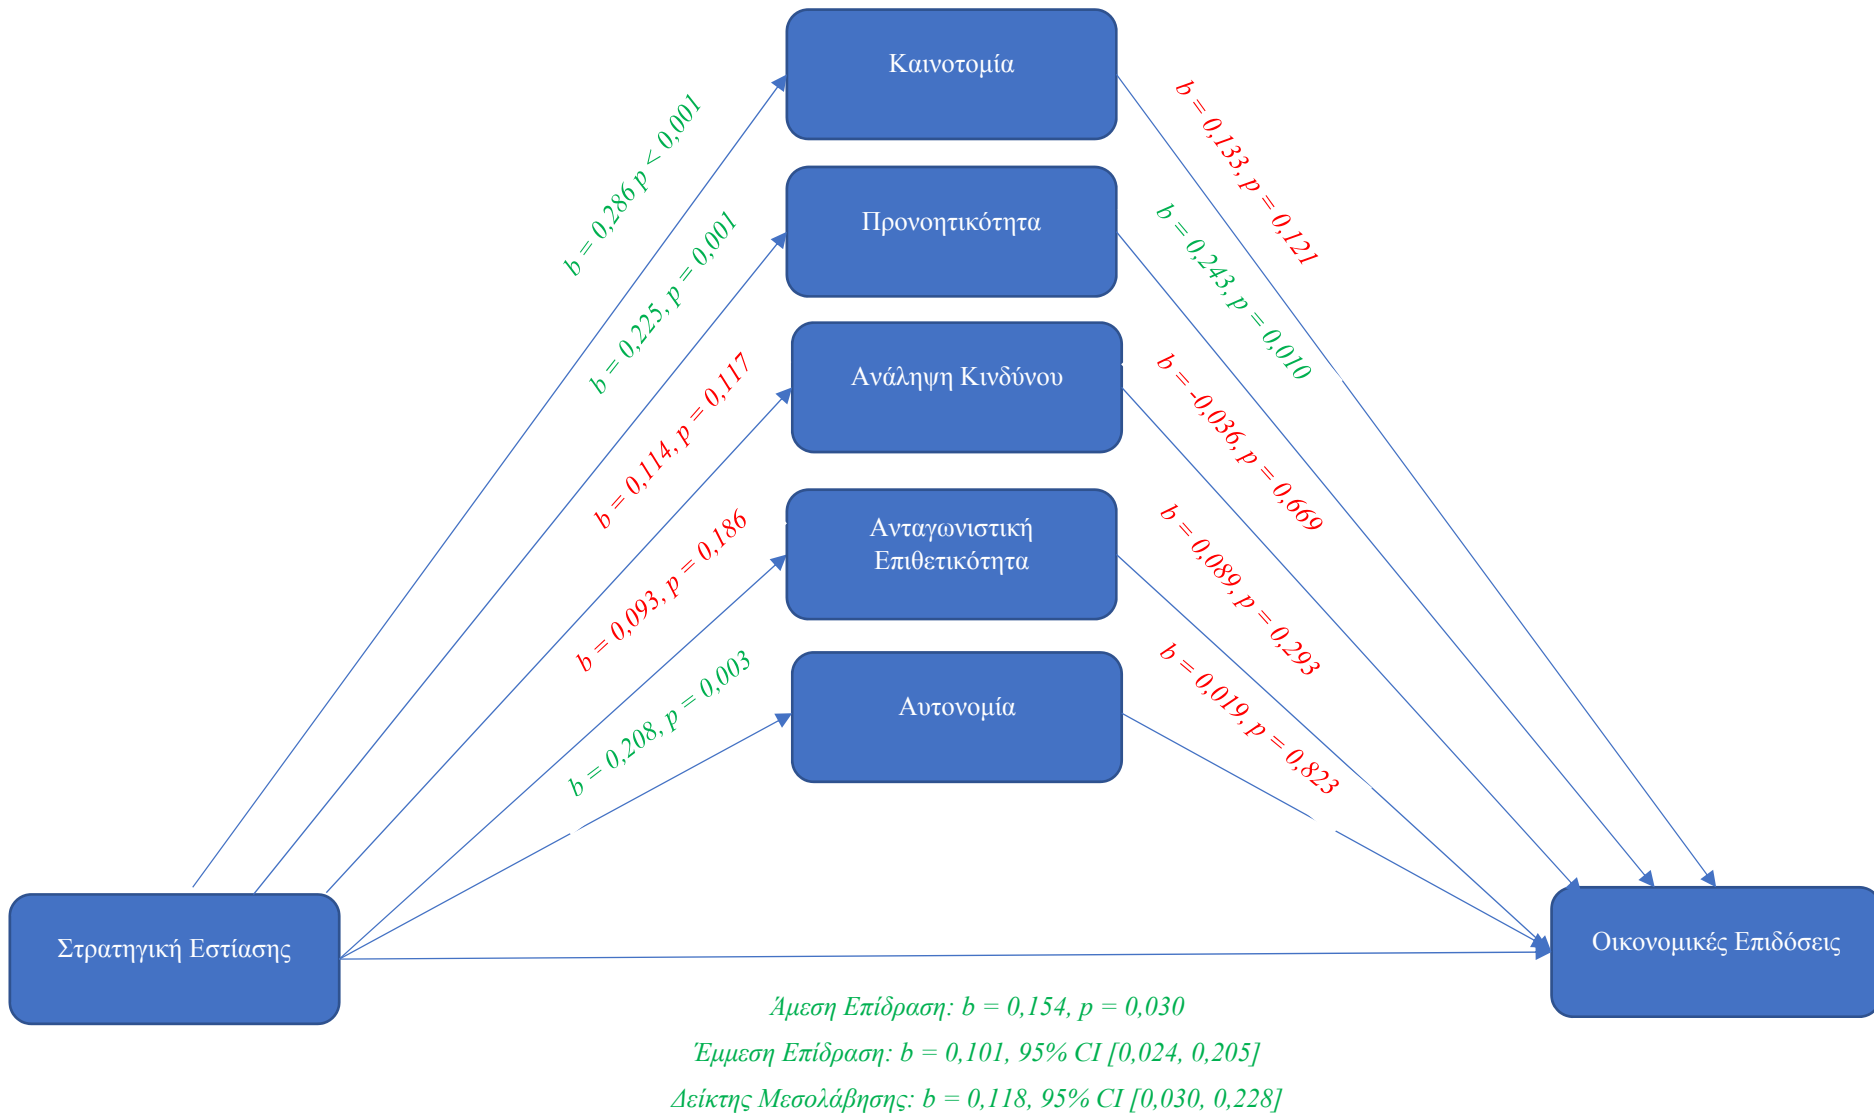 Καινοτομία
b = 0,286 p < 0,001
b = 0,133, p = 0,121
Προνοητικότητα
b = 0,225, p = 0,001
b = 0,243, p = 0,010
Ανάληψη Κινδύνου
b = 0,114, p = 0,117
b = -0,036, p = 0,669
Ανταγωνιστική
Επιθετικότητα
b = 0,093, p = 0,186
b = 0,089, p = 0,293
Αυτονομία
b = 0,208, p = 0,003
b = 0,019, p = 0,823
Στρατηγική Εστίασης
Οικονομικές Επιδόσεις
Άμεση Επίδραση: b = 0,154, p = 0,030
Έμμεση Επίδραση: b = 0,101, 95% CI [0,024, 0,205]
Δείκτης Μεσολάβησης: b = 0,118, 95% CI [0,030, 0,228]